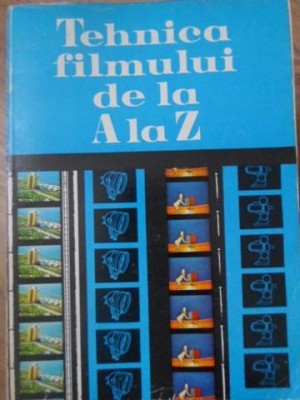 Tehnica
filmului
de la
A la Z